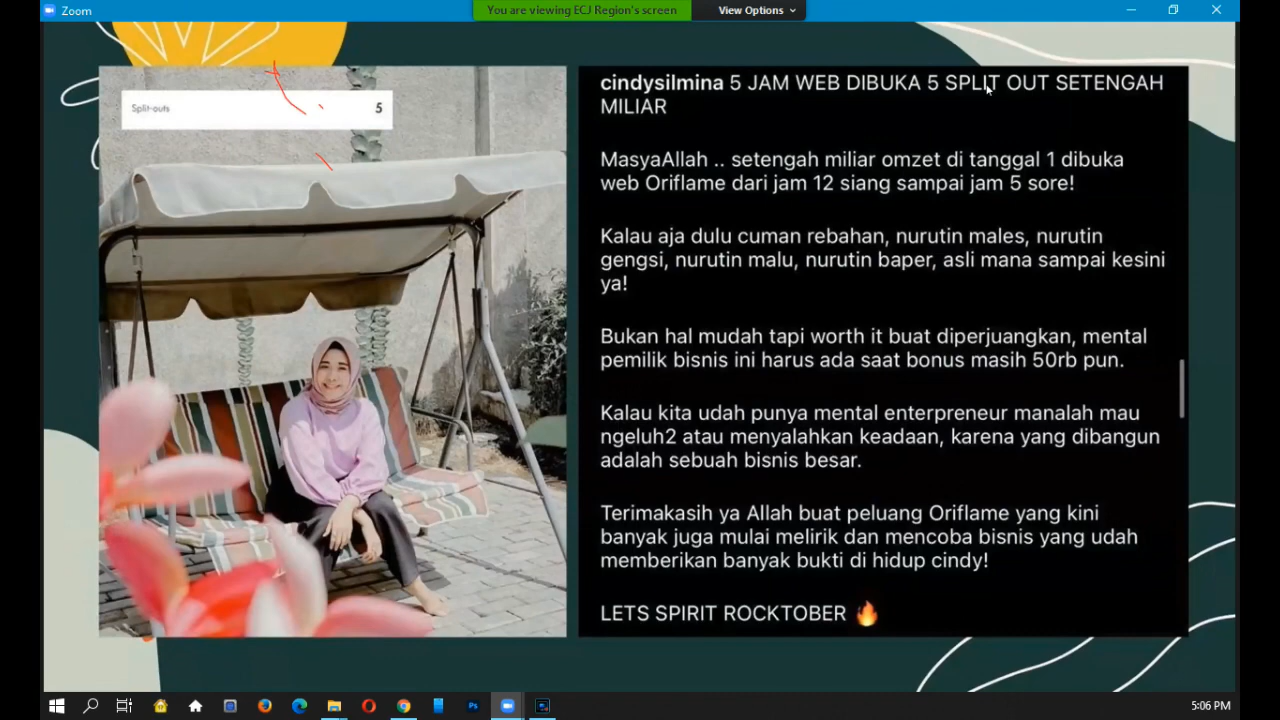 Zoom
You are viewing ECJ Region's screen
View Options
Split-outs 5
cindysilmina 5 JAM WEB DIBUKA 5 SPLIT OUT SETENGAH
MILIAR
MasyaAllah .. setengah miliar omzet di tanggal 1 dibuka
web Oriflame dari jam 12 siang sampai jam 5 sore!
Kalau aja dulu cuman rebahan, nurutin males, nurutin
gengsi, nurutin malu, nurutin baper, asli mana sampai kesini
ya!
Bukan hal mudah tapi worth it buat diperjuangkan, mental
pemilik bisnis ini harus ada saat bonus masih 50rb pun.
Kalau kita udah punya mental enterpreneur manalah mau
ngeluh2 atau menyalahkan keadaan, karena yang dibangun
adalah sebuah bisnis besar.
Terimakasih ya Allah buat peluang Oriflame yang kini
banyak juga mulai melirik dan mencoba bisnis yang udah
memberikan banyak bukti di hidup cindy!
LETS SPIRIT ROCKTOBER 🔥
Ps
5:06 PM